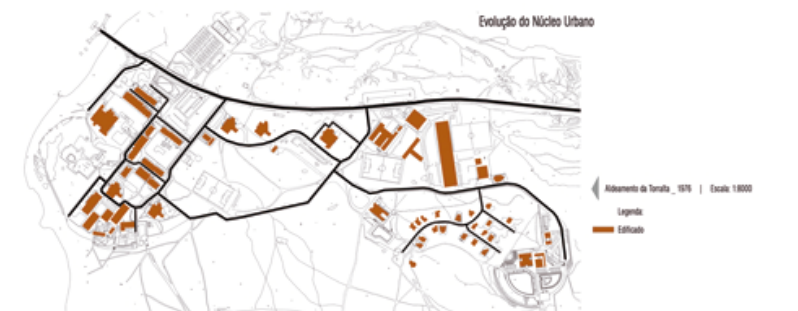 Evolução do Núcleo Urbano
Aldeamento da Torralta _ 1976 | Escala: 1:8000
Legenda:
Edificado